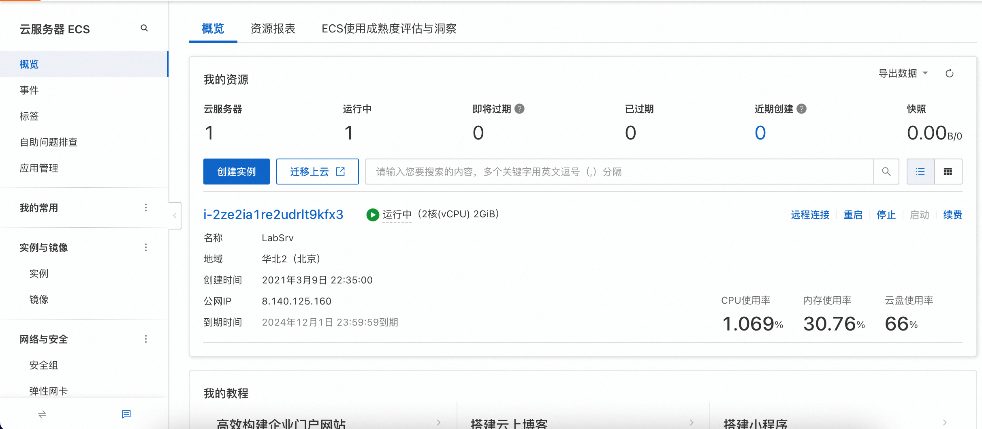 云服务器 ECS
概览
事件
标签
自助问题排查
应用管理
我的常用
实例与镜像
实例
镜像
网络与安全
安全组
弹性网卡
概览 资源报表 ECS使用成熟度评估与洞察
我的资源
导出数据
云服务器 运行中 即将过期 已过期 近期创建 快照
1 1 0 0 0 0.00B/0
创建实例 迁移上云 请输入您要搜索的内容，多个关键字用英文逗号（,）分隔
i-2ze2ia1re2udrlt9kfx3 运行中（2核(vCPU) 2GiB） 远程连接 重启 停止 启动 续费
名称 LabSrv
地域 华北2（北京）
创建时间 2021年3月9日 22:35:00
公网IP 8.140.125.160
到期时间 2024年12月1日 23:59:59到期
CPU使用率 内存使用率 云盘使用率
1.069% 30.76% 66%
我的教程
高效构建企业门户网站 搭建云上博客 搭建小程序